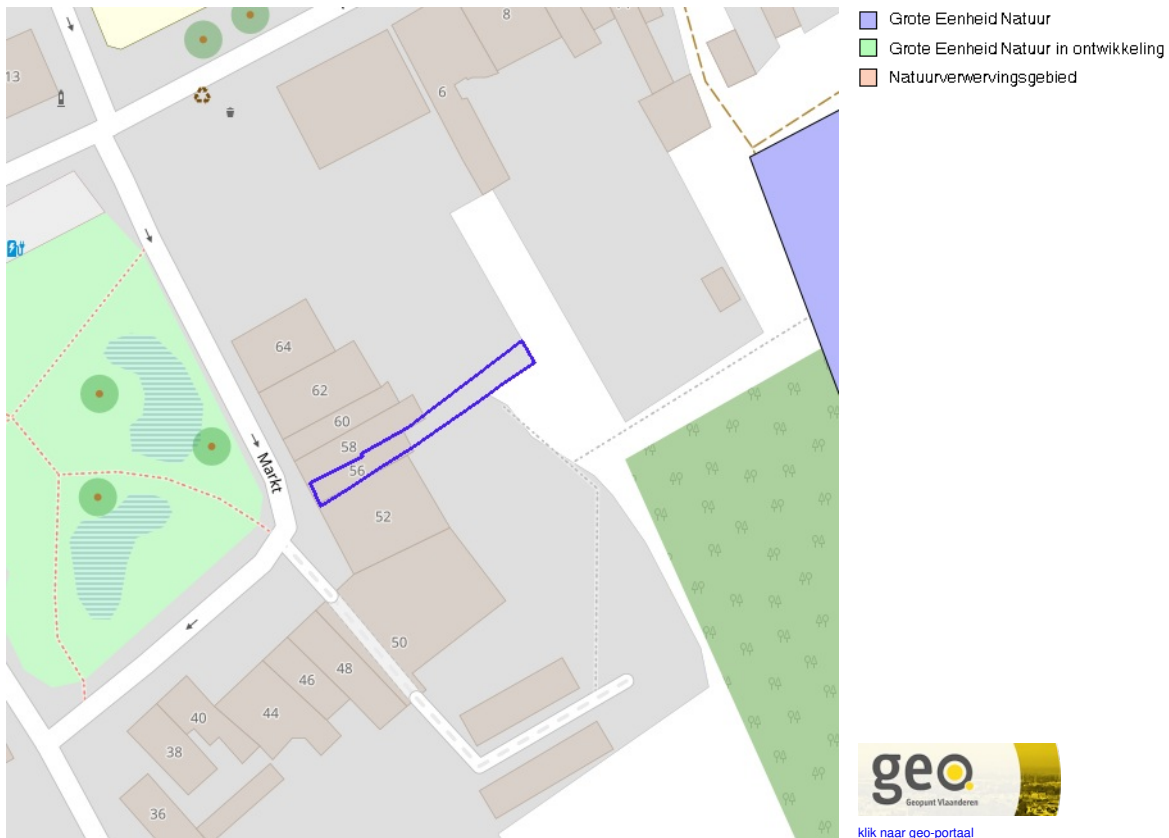 Grote Eenheid Natuur
Grote Eenheid Natuur in ontwikkeling
Natuurverwervingsgebied
8
13
6
64
62
60
58
56
52
Markt
50
48
46
44
40
38
36
geo.
Geopunt Vlaanderen
klik naar geo-portaal